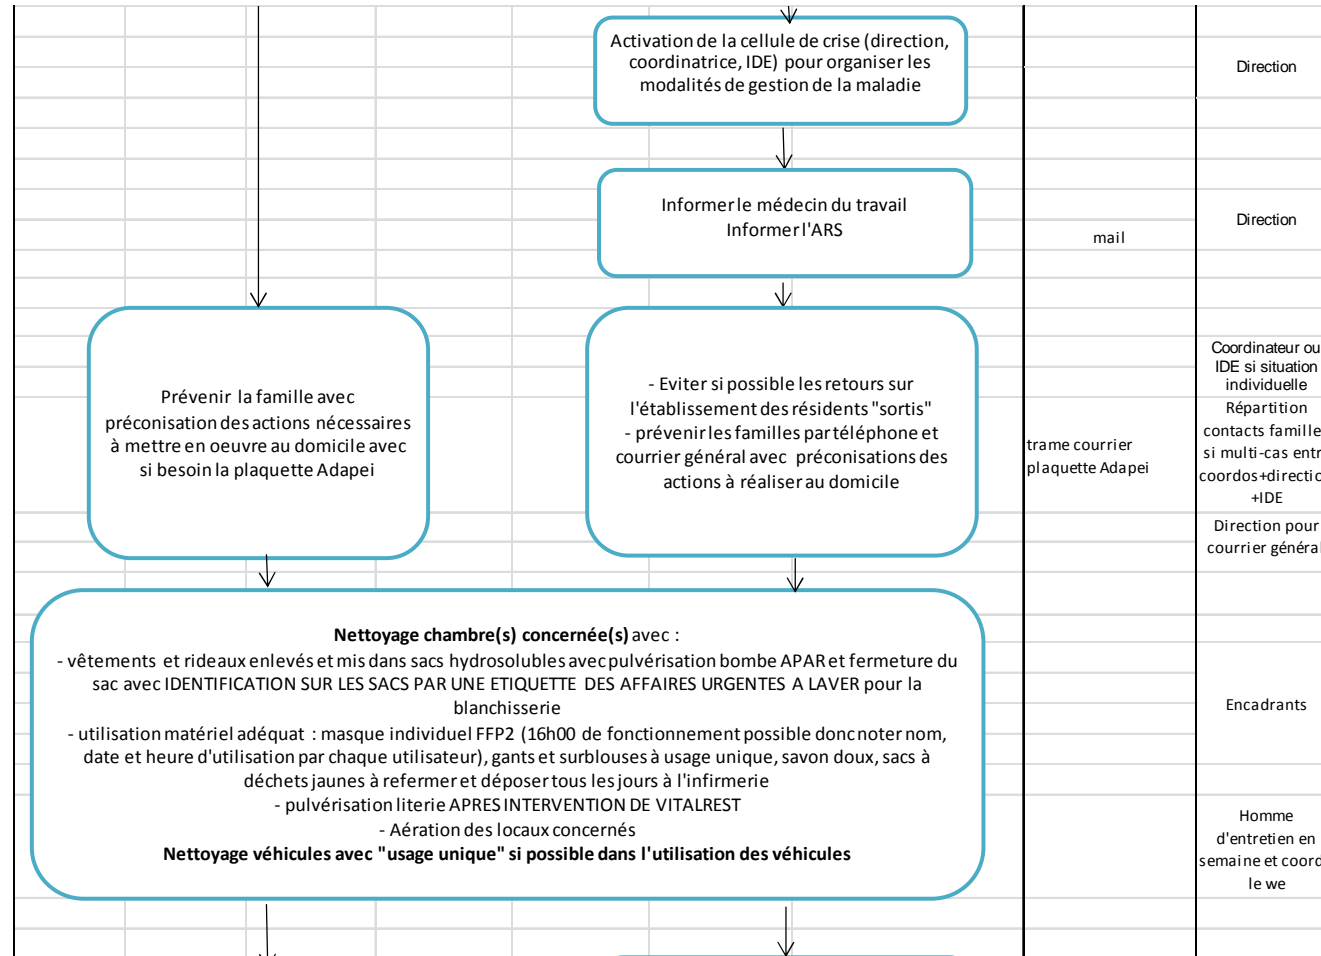 Activation de la cellule de crise (direction,
coordinatrice, IDE) pour organiser les
modalités de gestion de la maladie
Direction
Informer le médecin du travail
Informer l'ARS
mail
Direction
Prévenir la famille avec
préconisation des actions nécessaires
à mettre en oeuvre au domicile avec
si besoin la plaquette Adapei
- Eviter si possible les retours sur
l'établissement des résidents "sortis"
- prévenir les familles par téléphone et
courrier général avec préconisations des
actions à réaliser au domicile
trame courrier
plaquette Adapei
Coordinateur ou
IDE si situation
individuelle
Répartition
contacts famille
si multi-cas entr
coordos+directio
+IDE
Direction pour
courrier général
Nettoyage chambre(s) concernée(s) avec :
- vêtements et rideaux enlevés et mis dans sacs hydrosolubles avec pulvérisation bombe APAR et fermeture du
sac avec IDENTIFICATION SUR LES SACS PAR UNE ETIQUETTE DES AFFAIRES URGENTES A LAVER pour la
blanchisserie
- utilisation matériel adéquat : masque individuel FFP2 (16h00 de fonctionnement possible donc noter nom,
date et heure d'utilisation par chaque utilisateur), gants et surblouses à usage unique, savon doux, sacs à
déchets jaunes à refermer et déposer tous les jours à l'infirmerie
- pulvérisation literie APRES INTERVENTION DE VITALREST
- Aération des locaux concernés
Nettoyage véhicules avec "usage unique" si possible dans l'utilisation des véhicules
Encadrants
Homme
d'entretien en
semaine et coord
le we